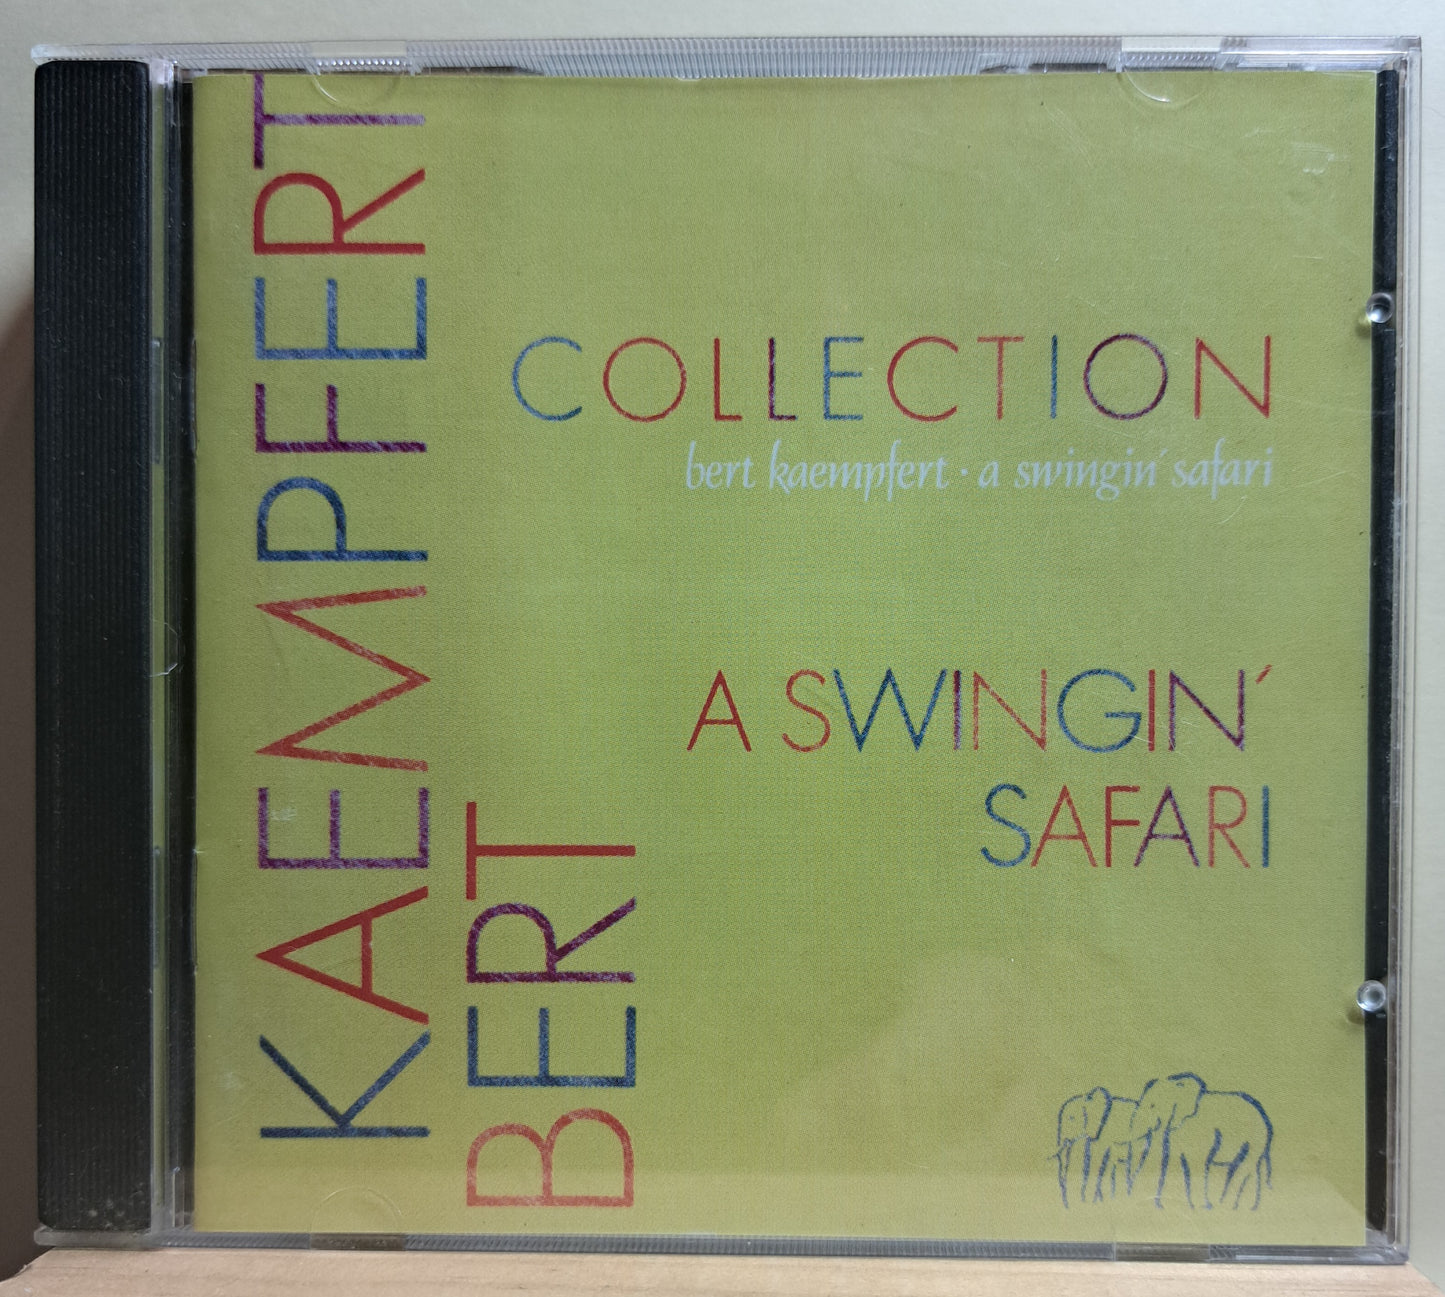 KAEMPFERT
BERT
COLLECTION
bert kaempfert · a swingin' safari
A SWINGIN'
SAFARI